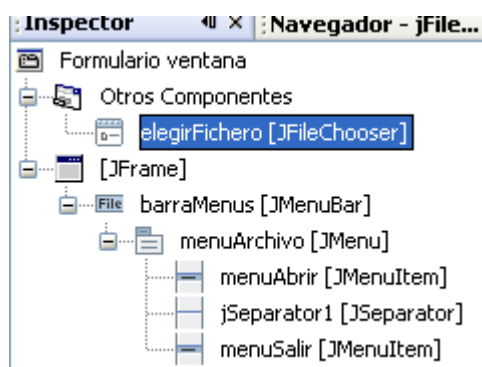 Inspector
Navegador - jFile...
Formulario ventana
Otros Componentes
elegirFichero [JFileChooser]
[JFrame]
File barraMenus [JMenuBar]
menuArchivo [JMenu]
menuAbrir [JMenuItem]
jSeparator1 [JSeparator]
menuSalir [JMenuItem]